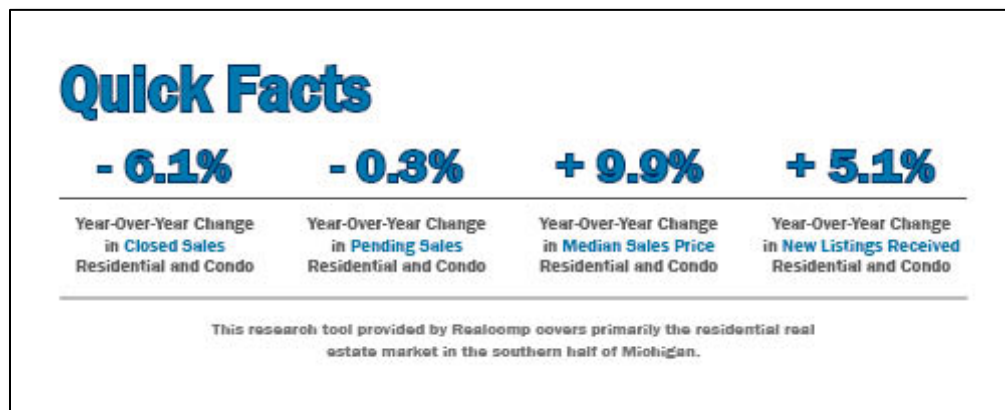 Quick Facts
- 6.1% - 0.3% + 9.9% + 5.1%
Year-Over-Year Change Year-Over-Year Change Year-Over-Year Change Year-Over-Year Change
in Closed Sales in Pending Sales in Median Sales Price in New Listings Received
Residential and Condo Residential and Condo Residential and Condo Residential and Condo
This research tool provided by Realcomp covers primarily the residential real
estate market in the southern half of Michigan.